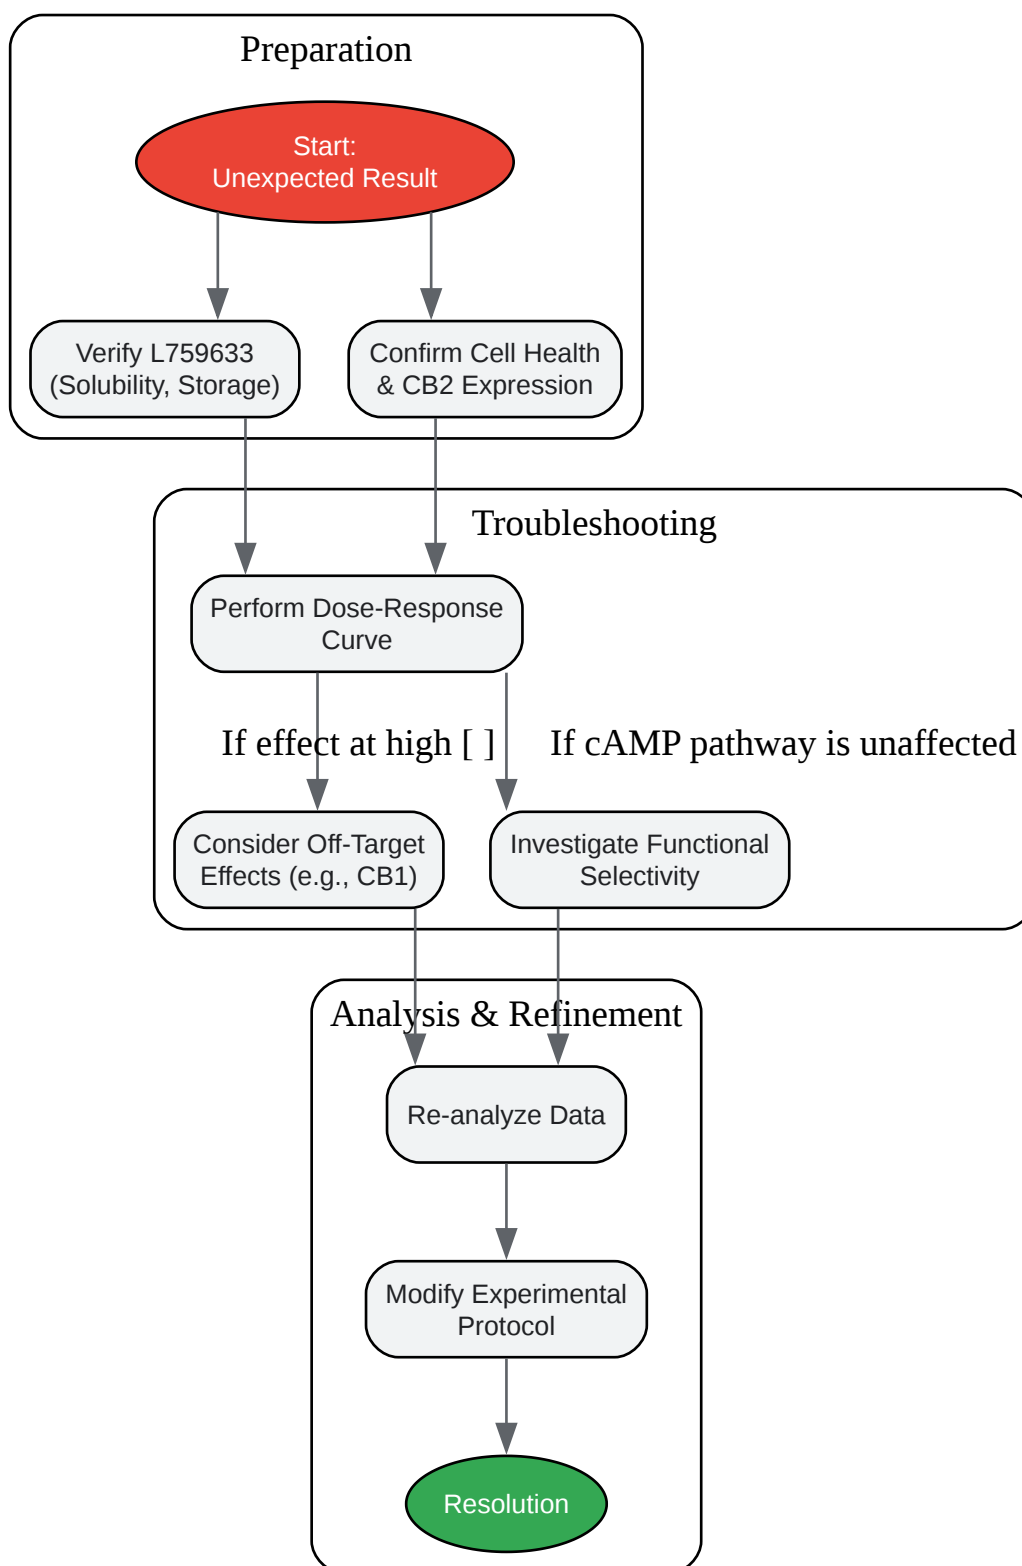 Preparation
Start:
Unexpected Result
Verify L759633
(Solubility, Storage)
Confirm Cell Health
& CB2 Expression
Troubleshooting
Perform Dose-Response
Curve
If effect at high [ ]
If cAMP pathway is unaffected
Consider Off-Target
Effects (e.g., CB1)
Investigate Functional
Selectivity
Analysis & Refinement
Re-analyze Data
Modify Experimental
Protocol
Resolution